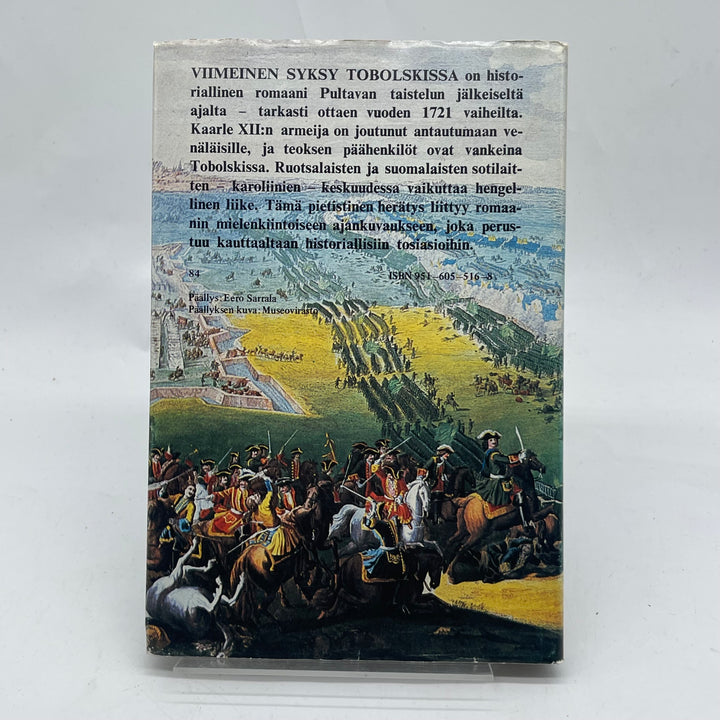 VIIMEINEN SYKSY TOBOLSKISSA on histo-
riallinen romaani Pultavan taistelun jälkeiseltä
ajalta – tarkasti ottaen vuoden 1721 vaiheilta.
Kaarle XII:n armeija on joutunut antautumaan ve-
näläisille, ja teoksen päähenkilöt ovat vankeina
Tobolskissa. Ruotsalaisten ja suomalaisten sotilait-
ten – karoliinien – keskuudessa vaikuttaa hengel-
linen liike. Tämä pietistinen herätys liittyy romaa-
nin mielenkiintoiseen ajankuvankseen, joka perus-
tuu kauttaaltaan historiallisiin tosiasioihin.
84 ISBN 951–605–516–8
Päällys: Eero Sarrala
Päällyksen kuva: Museovirasto